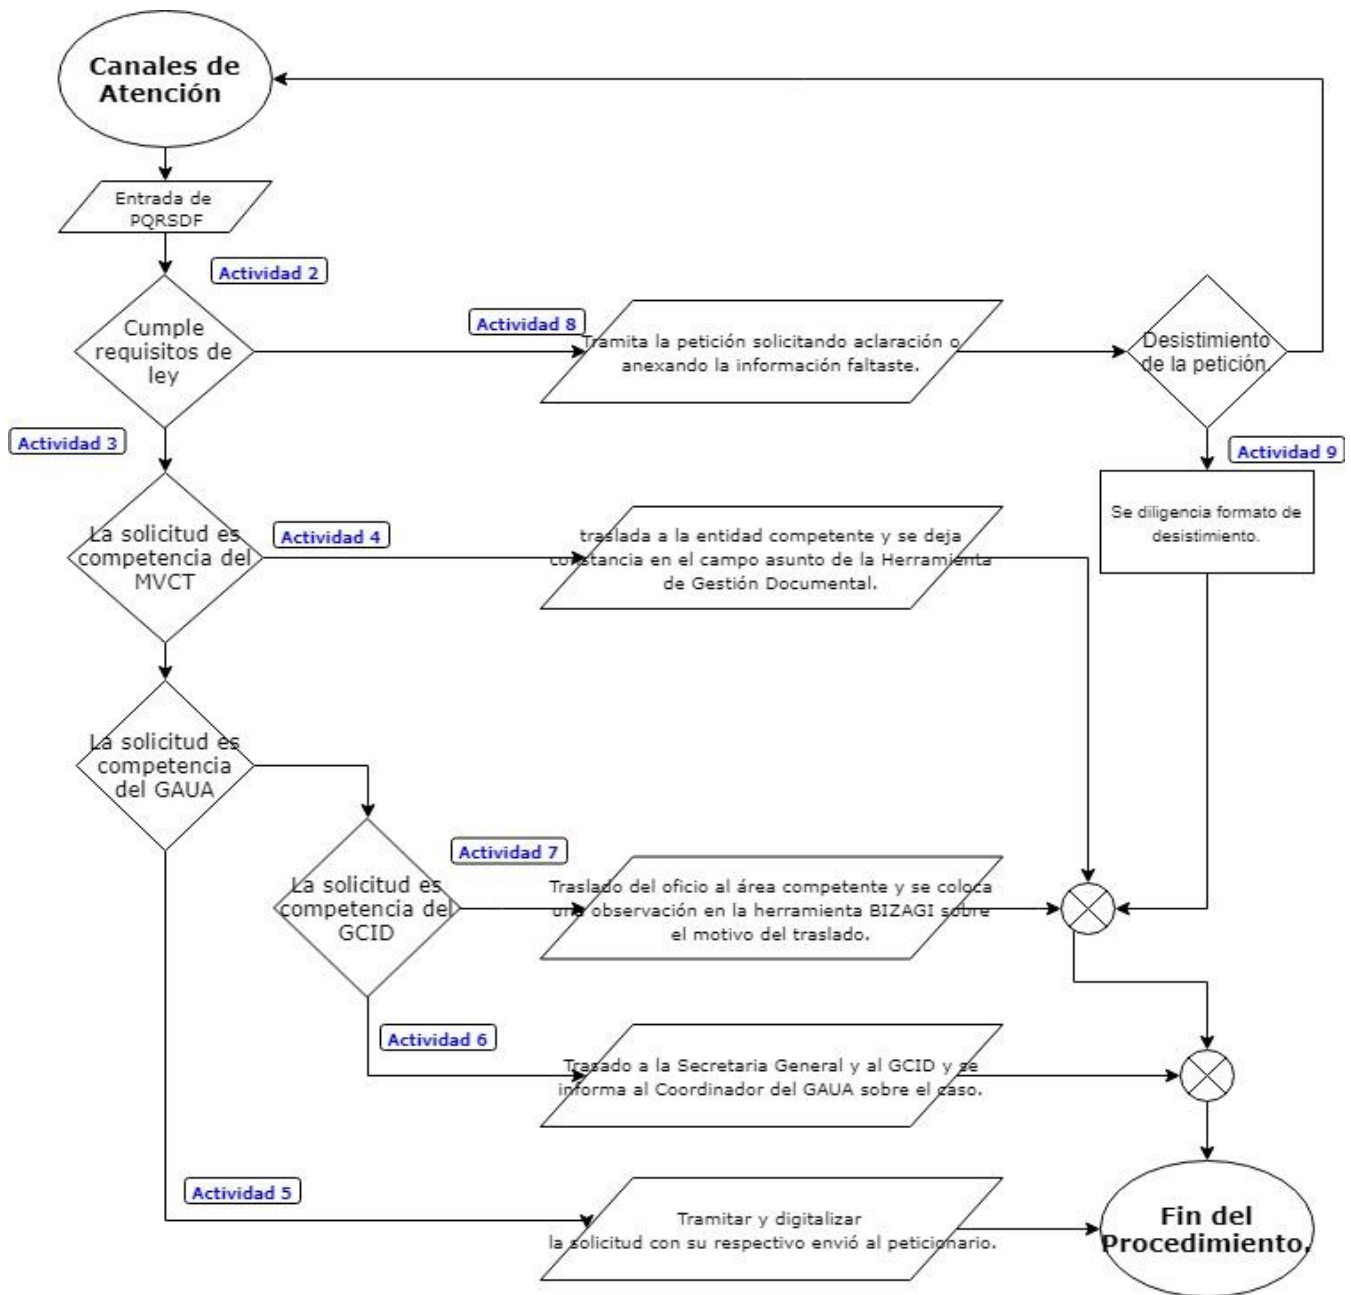 Canales de
Atención
Entrada de
PQRSDF
Actividad 2
Cumple
requisitos de
ley
Actividad 8
Tramita la petición solicitando aclaración o
anexando la información faltaste.
Desistimiento
de la petición.
Actividad 3
Actividad 9
La solicitud es
competencia del
MVCT
Actividad 4
traslada a la entidad competente y se deja
constancia en el campo asunto de la Herramienta
de Gestión Documental.
Se diligencia formato de
desistimiento.
La solicitud es
competencia
del GAUA
La solicitud es
competencia del
GCID
Actividad 7
Traslado del oficio al área competente y se coloca
una observación en la herramienta BIZAGI sobre
el motivo del traslado.
Actividad 6
Trasado a la Secretaria General y al GCID y se
informa al Coordinador del GAUA sobre el caso.
Actividad 5
Tramitar y digitalizar
la solicitud con su respectivo envió al peticionario.
Fin del
Procedimiento.